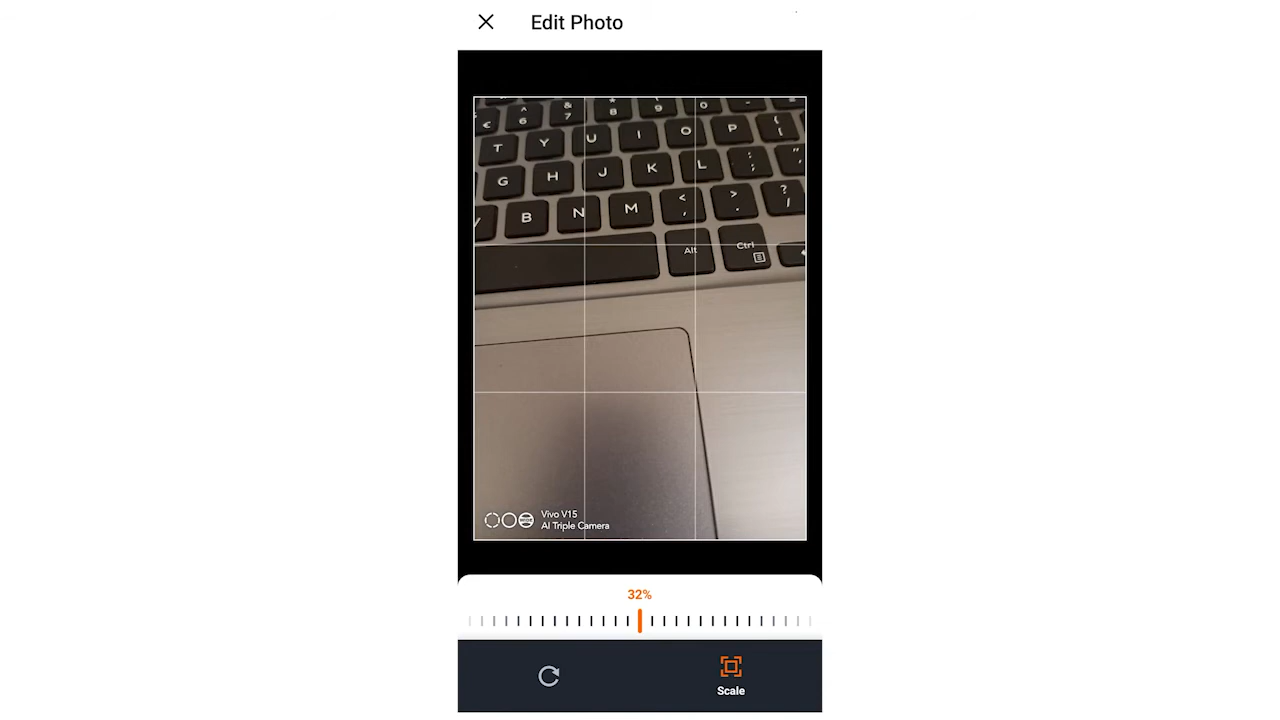 Edit Photo
^ & * ( ) - =
€ 6 7 8 9 0
T Y U I O P { [
G H J K L : ; " '
V B N M < , > . ? /
Alt Ctrl
Vivo V15
AI Triple Camera
32%
Scale